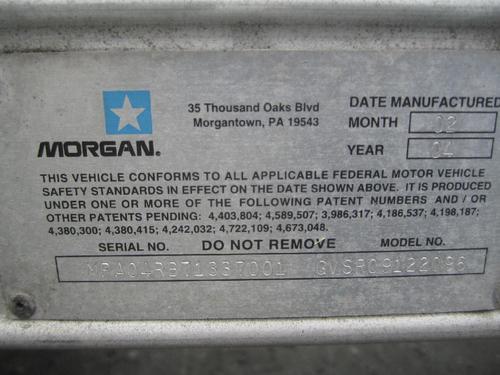 MORGAN®
35 Thousand Oaks Blvd
Morgantown, PA 19543
DATE MANUFACTURED
MONTH 02
YEAR 04
THIS VEHICLE CONFORMS TO ALL APPLICABLE FEDERAL MOTOR VEHICLE
SAFETY STANDARDS IN EFFECT ON THE DATE SHOWN ABOVE. IT IS PRODUCED
UNDER ONE OR MORE OF THE FOLLOWING PATENT NUMBERS AND / OR
OTHER PATENTS PENDING: 4,403,804; 4,589,507; 3,986,317; 4,186,537; 4,198,187;
4,380,300; 4,380,415; 4,242,032; 4,722,109; 4,673,048.
SERIAL NO. DO NOT REMOVE MODEL NO.
MRA04RB71337001 GVSR09122096